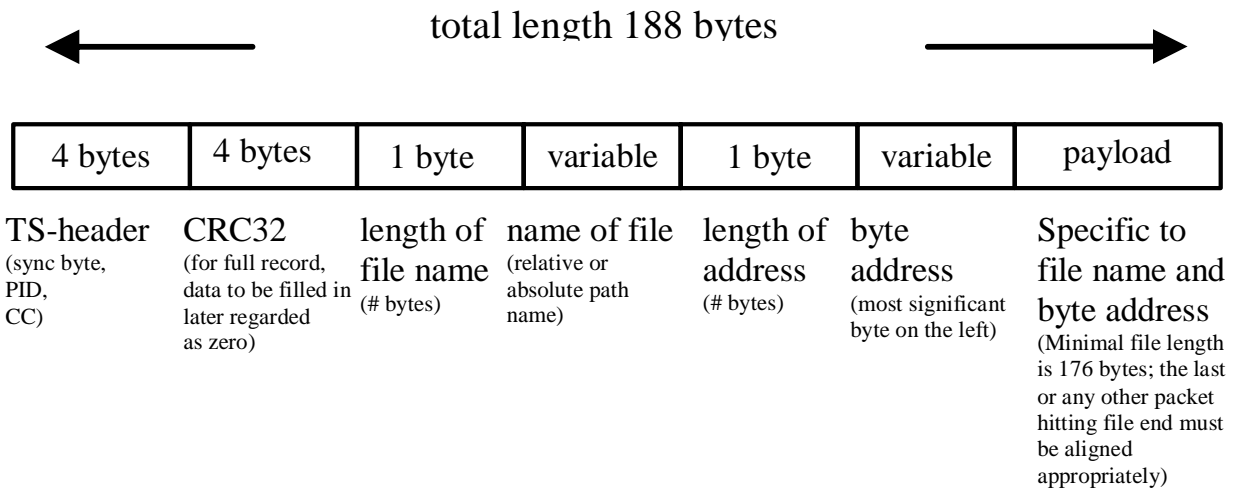 total length 188 bytes
4 bytes 4 bytes 1 byte variable 1 byte variable payload
TS-header
(sync byte,
PID,
CC)
CRC32
(for full record,
data to be filled in
later regarded
as zero)
length of
file name
(# bytes)
name of file
(relative or
absolute path
name)
length of
address
(# bytes)
byte
address
(most significant
byte on the left)
Specific to
file name and
byte address
(Minimal file length
is 176 bytes; the last
or any other packet
hitting file end must
be aligned
appropriately)